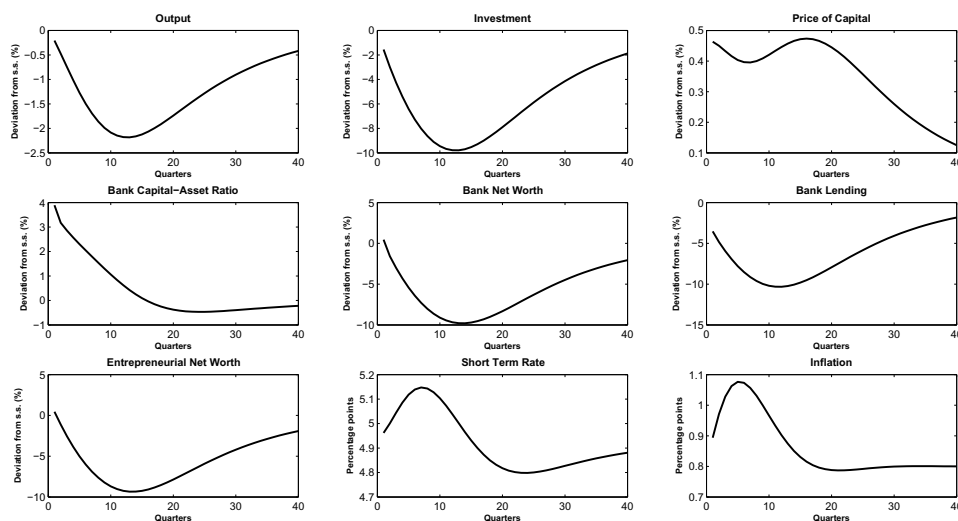 Output
Deviation from s.s. (%)
0
−0.5
−1
−1.5
−2
−2.5
0 10 20 30 40
Quarters
Investment
Deviation from s.s. (%)
0
−2
−4
−6
−8
−10
0 10 20 30 40
Quarters
Price of Capital
Deviation from s.s. (%)
0.5
0.4
0.3
0.2
0.1
0 10 20 30 40
Quarters
Bank Capital−Asset Ratio
Deviation from s.s. (%)
4
3
2
1
0
−1
0 10 20 30 40
Quarters
Bank Net Worth
Deviation from s.s. (%)
5
0
−5
−10
0 10 20 30 40
Quarters
Bank Lending
Deviation from s.s. (%)
0
−5
−10
−15
0 10 20 30 40
Quarters
Entrepreneurial Net Worth
Deviation from s.s. (%)
5
0
−5
−10
0 10 20 30 40
Quarters
Short Term Rate
Percentage points
5.2
5.1
5
4.9
4.8
4.7
0 10 20 30 40
Quarters
Inflation
Percentage points
1.1
1
0.9
0.8
0.7
0 10 20 30 40
Quarters